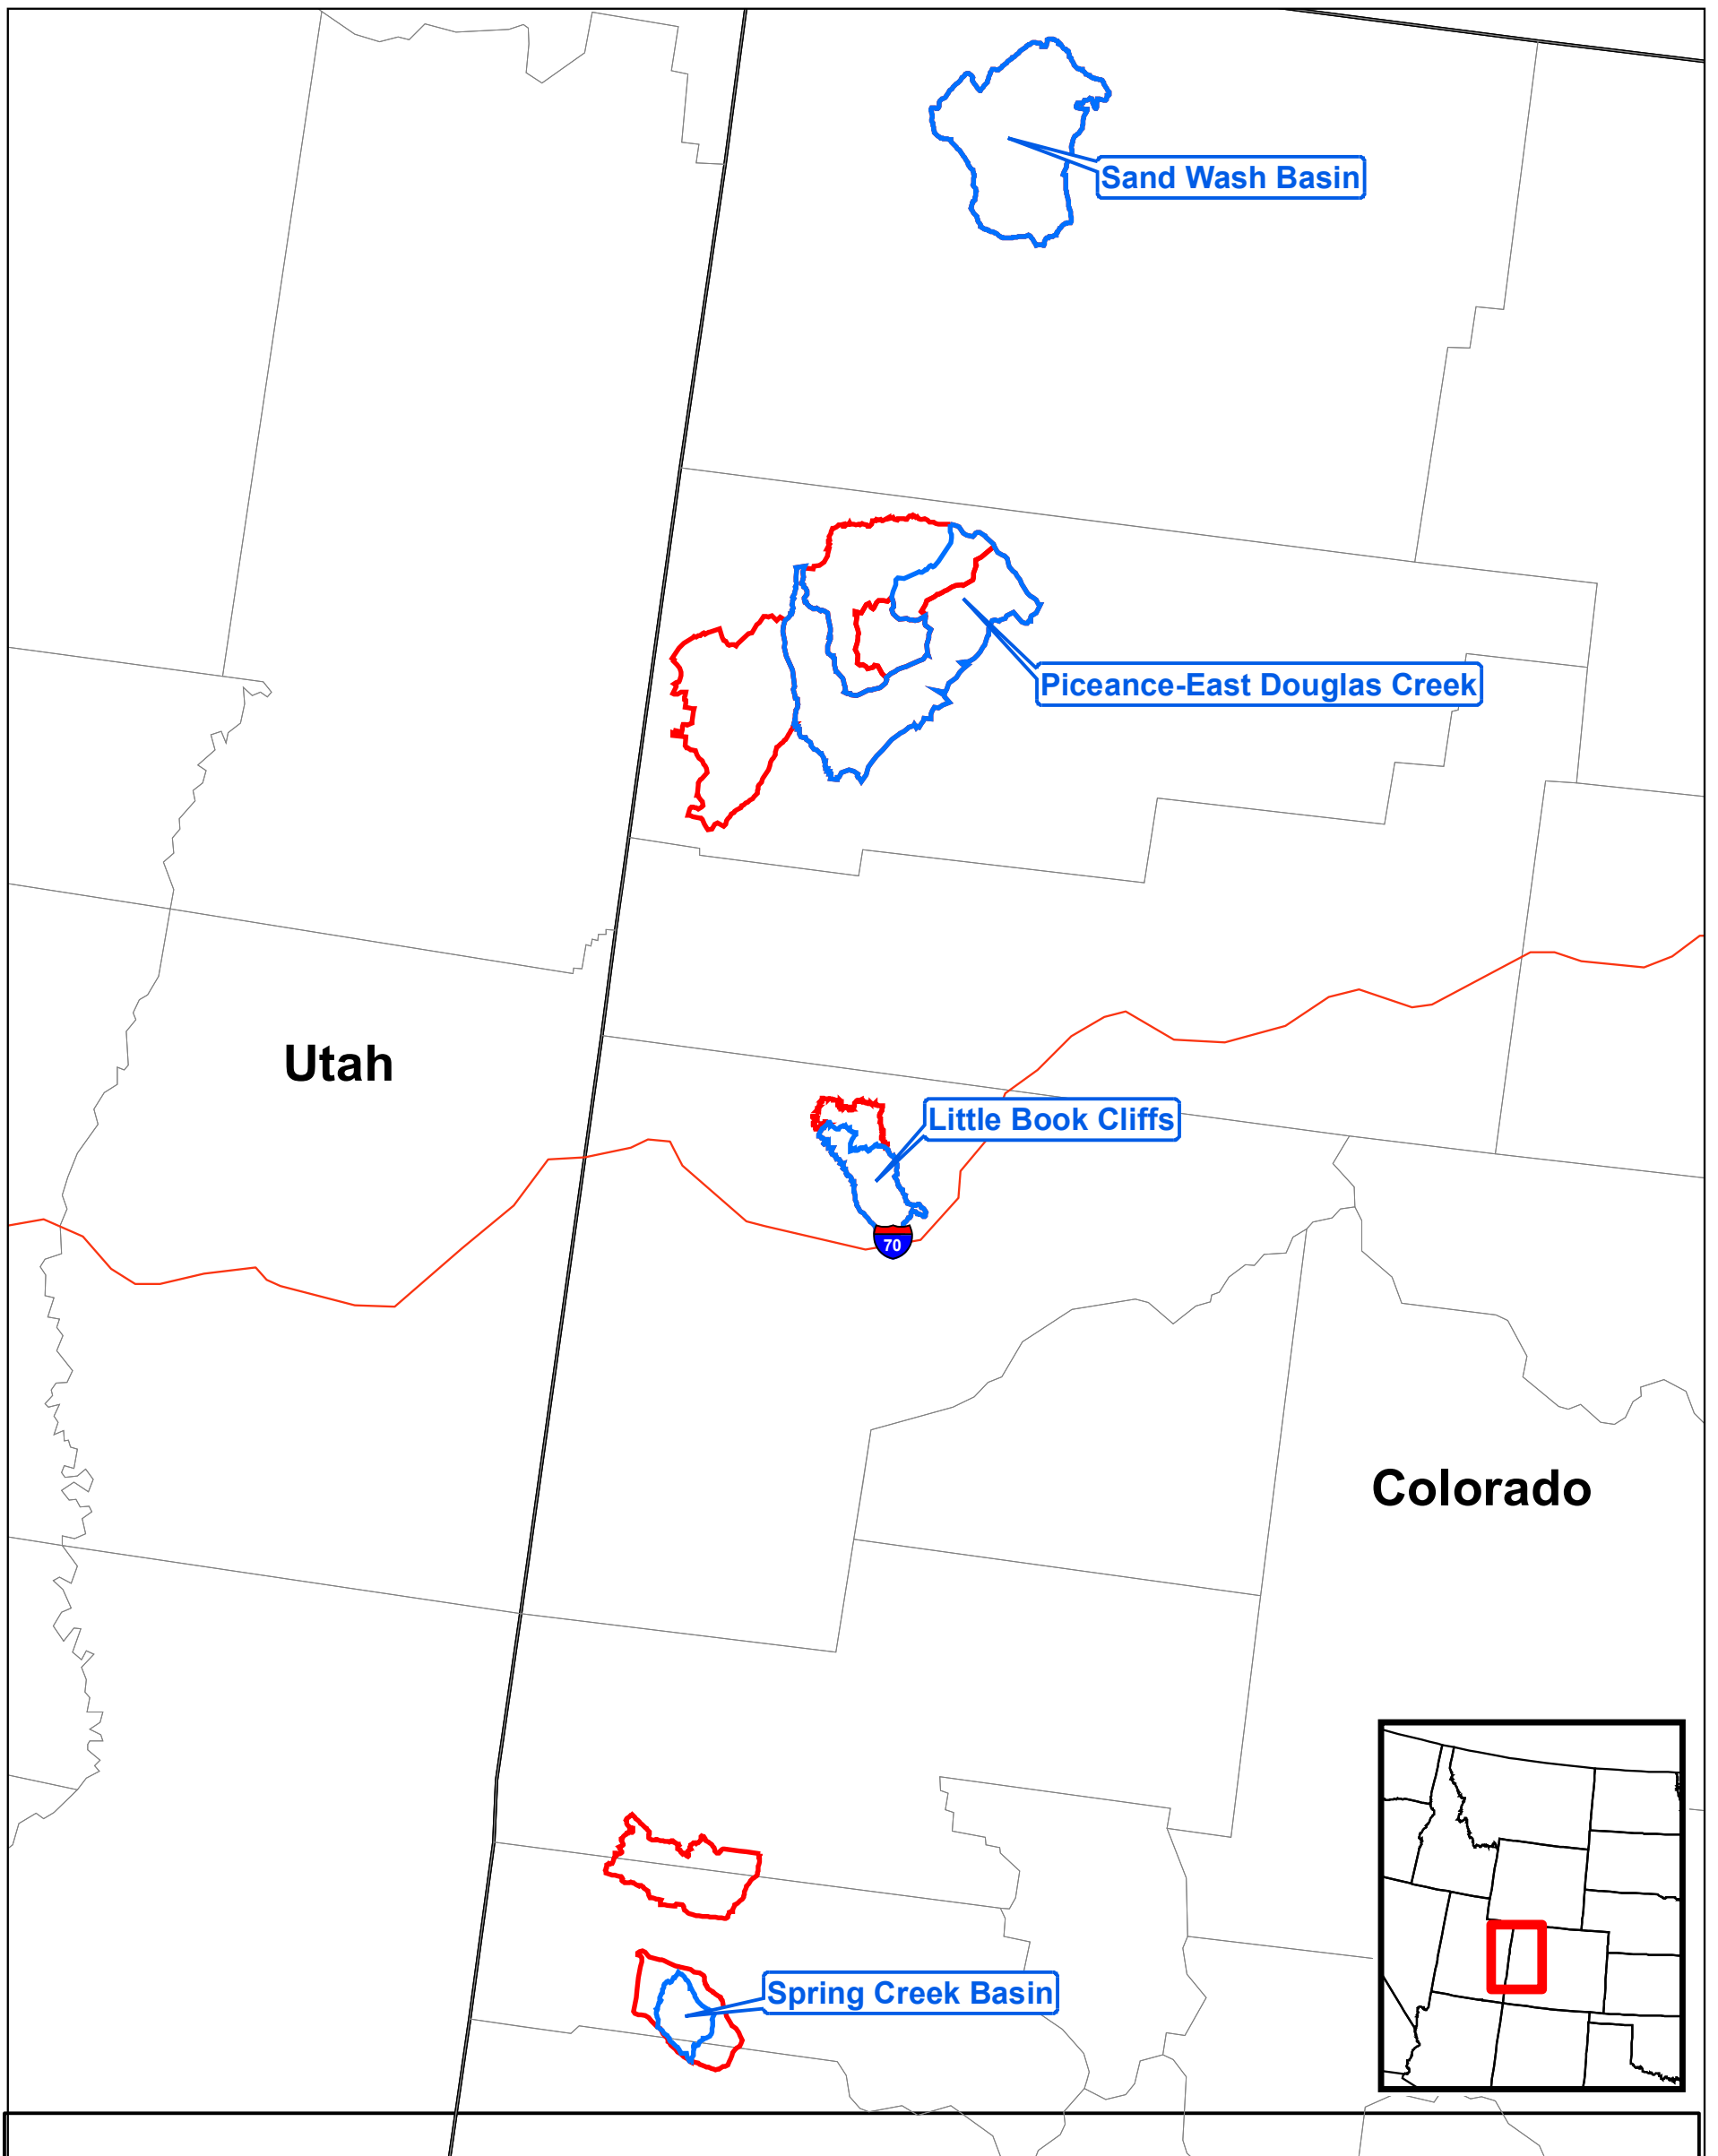 Sand Wash Basin
Piceance-East Douglas Creek
Utah
Little Book Cliffs
70
Colorado
Spring Creek Basin